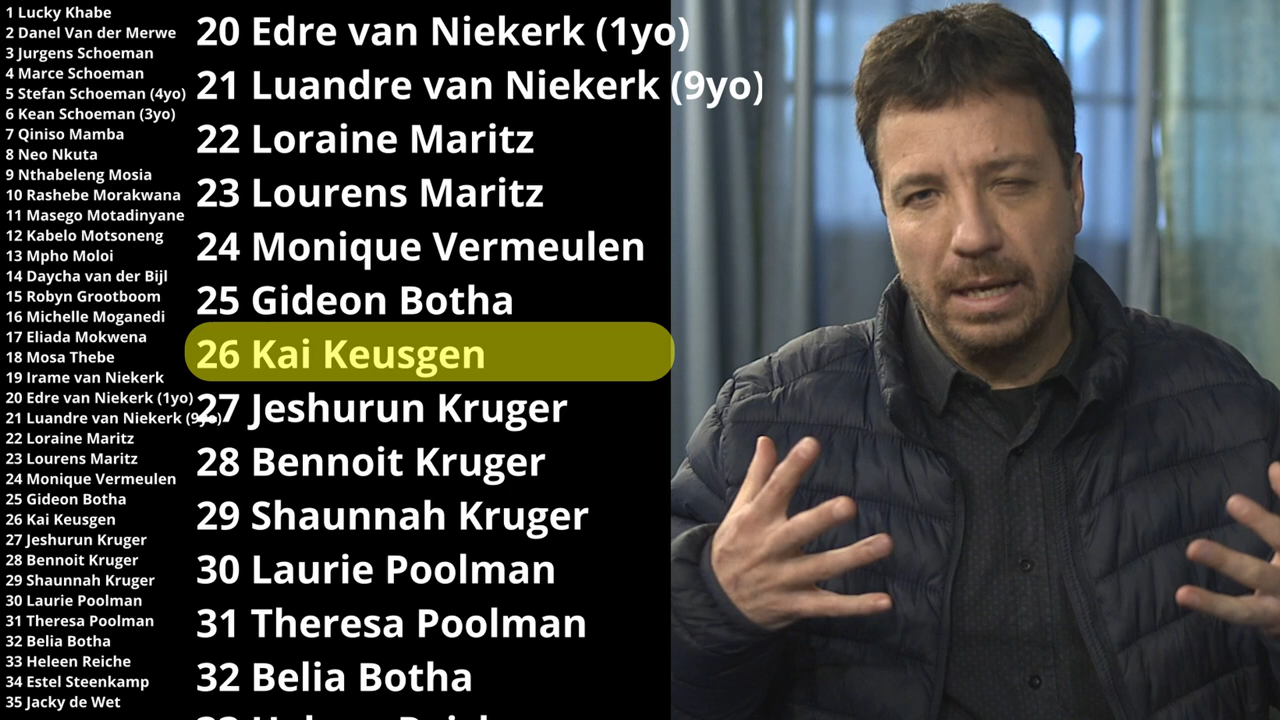 1 Lucky Khabe
2 Danel Van der Merwe
3 Jurgens Schoeman
4 Marce Schoeman
5 Stefan Schoeman (4yo)
6 Kean Schoeman (3yo)
7 Qiniso Mamba
8 Neo Nkuta
9 Nthabeleng Mosia
10 Rashebe Morakwana
11 Masego Motadinyane
12 Kabelo Motsoneng
13 Mpho Moloi
14 Daycha van der Bijl
15 Robyn Grootboom
16 Michelle Moganedi
17 Eliada Mokwena
18 Mosa Thebe
19 Irame van Niekerk
20 Edre van Niekerk (1yo)
21 Luandre van Niekerk (9yo)
22 Loraine Maritz
23 Lourens Maritz
24 Monique Vermeulen
25 Gideon Botha
26 Kai Keusgen
27 Jeshurun Kruger
28 Bennoit Kruger
29 Shaunnah Kruger
30 Laurie Poolman
31 Theresa Poolman
32 Belia Botha
33 Heleen Reiche
34 Estel Steenkamp
35 Jacky de Wet
20 Edre van Niekerk (1yo)
21 Luandre van Niekerk (9yo)
22 Loraine Maritz
23 Lourens Maritz
24 Monique Vermeulen
25 Gideon Botha
26 Kai Keusgen
27 Jeshurun Kruger
28 Bennoit Kruger
29 Shaunnah Kruger
30 Laurie Poolman
31 Theresa Poolman
32 Belia Botha